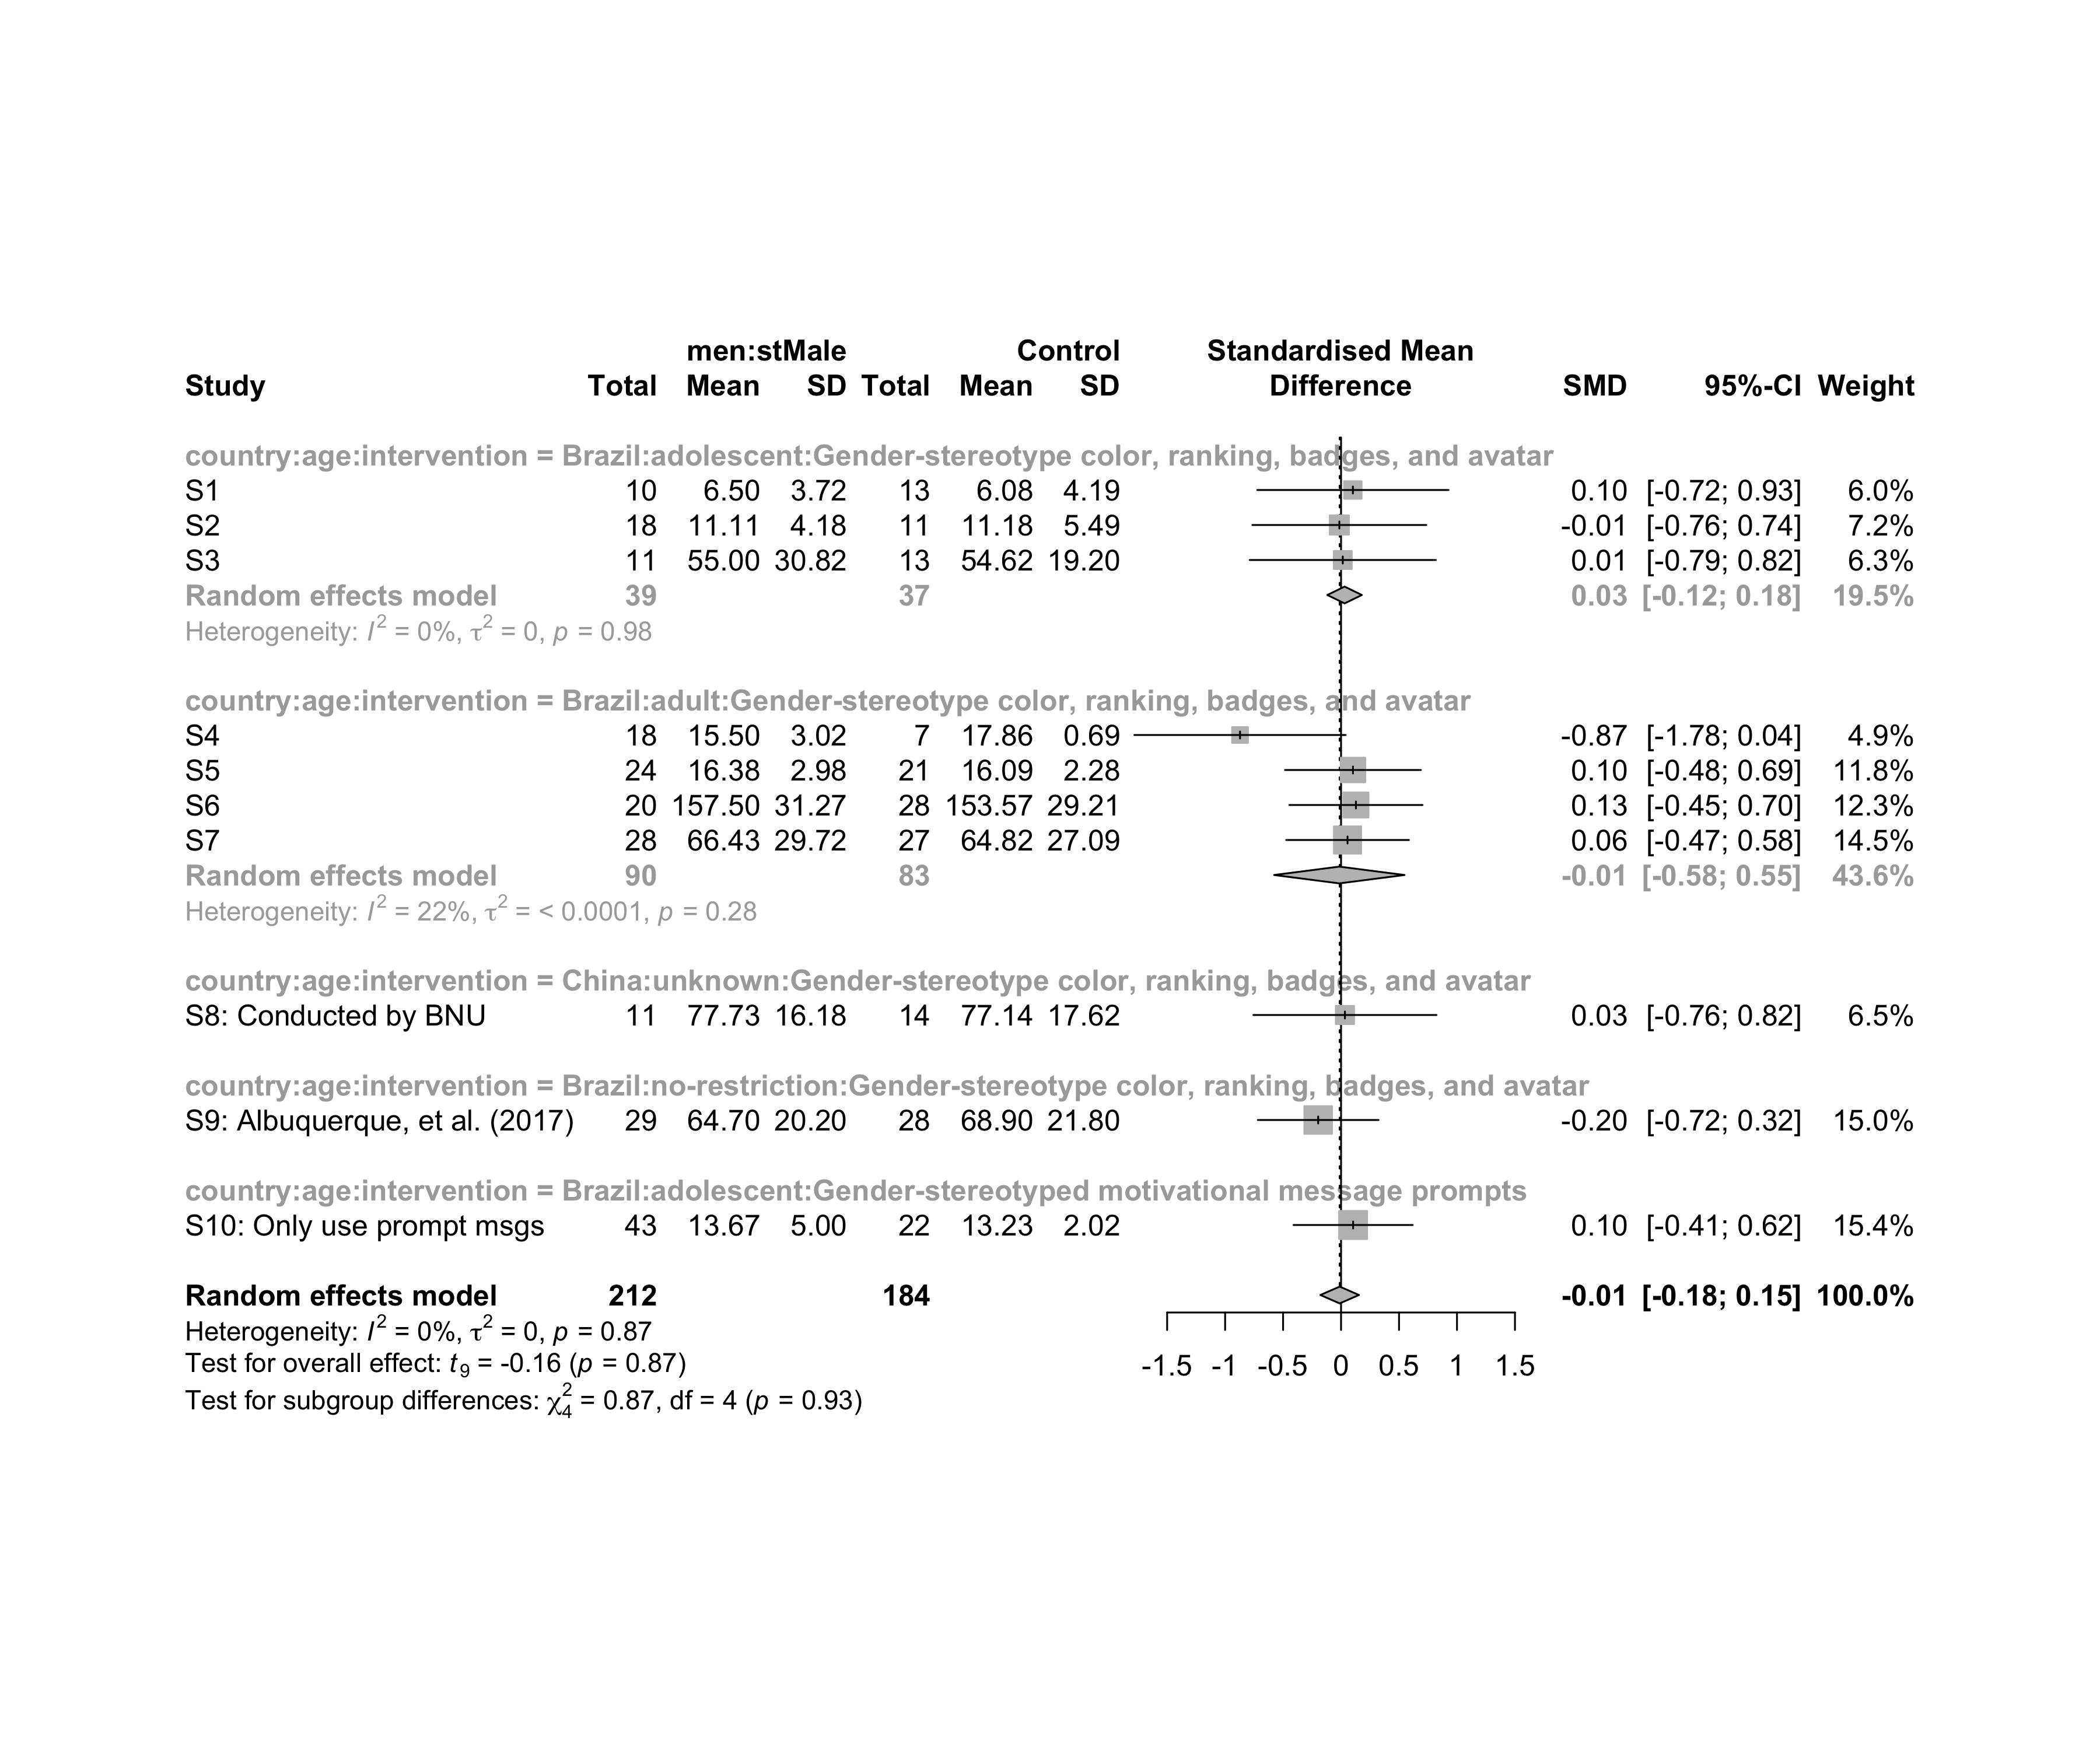 men:stMale Control Standardised Mean
Study Total Mean SD Total Mean SD Difference SMD 95%-CI Weight
country:age:intervention = Brazil:adolescent:Gender-stereotype color, ranking, badges, and avatar
S1 10 6.50 3.72 13 6.08 4.19 0.10 [-0.72; 0.93] 6.0%
S2 18 11.11 4.18 11 11.18 5.49 -0.01 [-0.76; 0.74] 7.2%
S3 11 55.00 30.82 13 54.62 19.20 0.01 [-0.79; 0.82] 6.3%
Random effects model 39 37 0.03 [-0.12; 0.18] 19.5%
Heterogeneity: I² = 0%, τ² = 0, p = 0.98
country:age:intervention = Brazil:adult:Gender-stereotype color, ranking, badges, and avatar
S4 18 15.50 3.02 7 17.86 0.69 -0.87 [-1.78; 0.04] 4.9%
S5 24 16.38 2.98 21 16.09 2.28 0.10 [-0.48; 0.69] 11.8%
S6 20 157.50 31.27 28 153.57 29.21 0.13 [-0.45; 0.70] 12.3%
S7 28 66.43 29.72 27 64.82 27.09 0.06 [-0.47; 0.58] 14.5%
Random effects model 90 83 -0.01 [-0.58; 0.55] 43.6%
Heterogeneity: I² = 22%, τ² = < 0.0001, p = 0.28
country:age:intervention = China:unknown:Gender-stereotype color, ranking, badges, and avatar
S8: Conducted by BNU 11 77.73 16.18 14 77.14 17.62 0.03 [-0.76; 0.82] 6.5%
country:age:intervention = Brazil:no-restriction:Gender-stereotype color, ranking, badges, and avatar
S9: Albuquerque, et al. (2017) 29 64.70 20.20 28 68.90 21.80 -0.20 [-0.72; 0.32] 15.0%
country:age:intervention = Brazil:adolescent:Gender-stereotyped motivational message prompts
S10: Only use prompt msgs 43 13.67 5.00 22 13.23 2.02 0.10 [-0.41; 0.62] 15.4%
Random effects model 212 184 -0.01 [-0.18; 0.15] 100.0%
Heterogeneity: I² = 0%, τ² = 0, p = 0.87
Test for overall effect: t₉ = -0.16 (p = 0.87)
-1.5 -1 -0.5 0 0.5 1 1.5
Test for subgroup differences: χ²₄ = 0.87, df = 4 (p = 0.93)